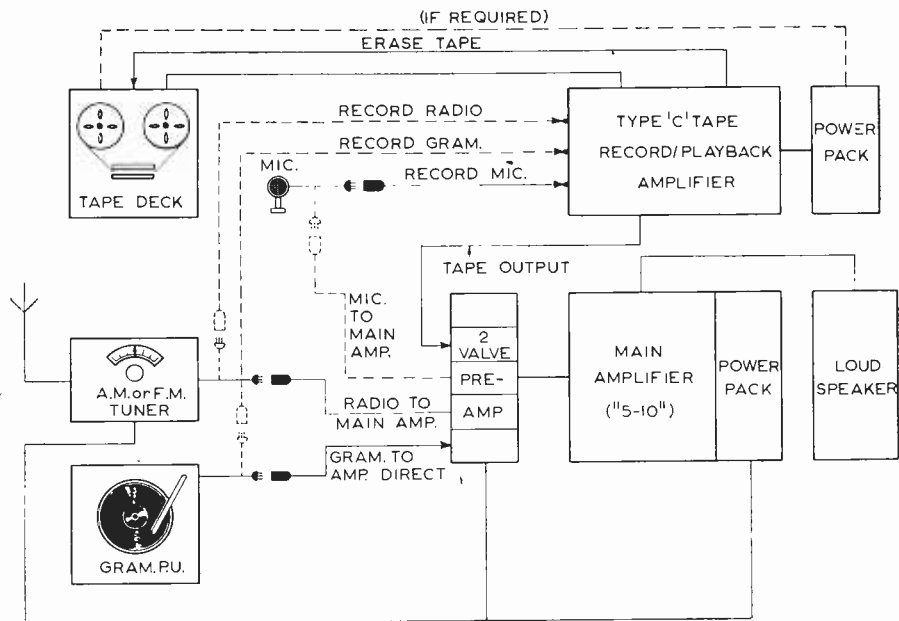 (IF REQUIRED)
ERASE TAPE
TAPE DECK
RECORD RADIO
RECORD GRAM.
MIC.
RECORD MIC.
TYPE 'C' TAPE
RECORD/PLAYBACK
AMPLIFIER
POWER
PACK
TAPE OUTPUT
MIC.
TO
MAIN
AMP.
2
VALVE
PRE-
AMP
MAIN
AMPLIFIER
("5-10")
POWER
PACK
LOUD
SPEAKER
A.M. or F.M.
TUNER
RADIO TO
MAIN AMP.
GRAM. TO
AMP. DIRECT
GRAM. P.U.